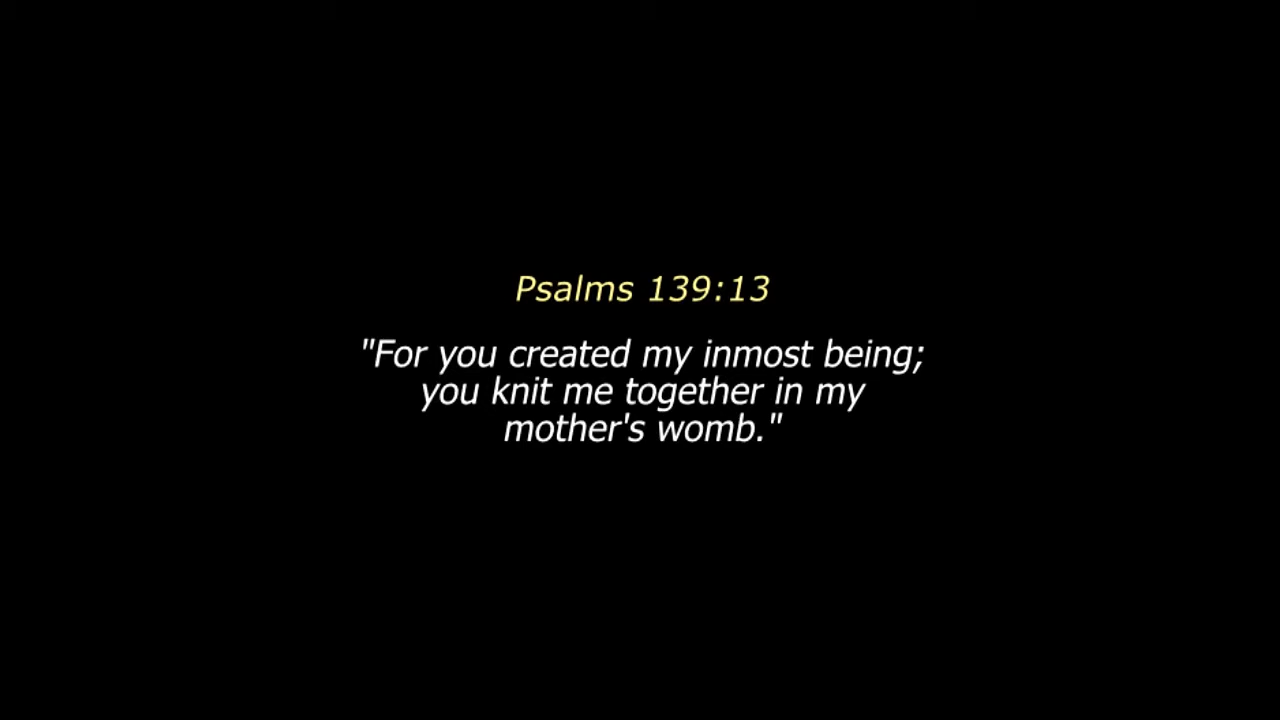 Psalms 139:13
"For you created my inmost being;
you knit me together in my
mother's womb."